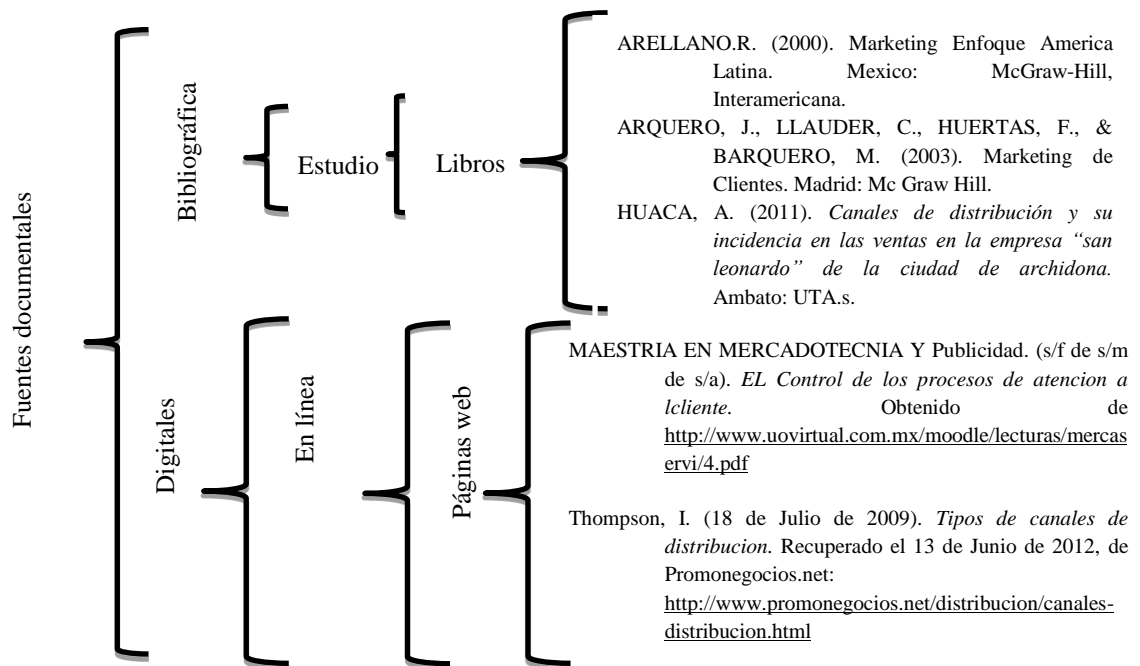 Fuentes documentales
Bibliográfica
Estudio
Libros
ARELLANO.R. (2000). Marketing Enfoque America
Latina. Mexico: McGraw-Hill,
Interamericana.
ARQUERO, J., LLAUDER, C., HUERTAS, F., &
BARQUERO, M. (2003). Marketing de
Clientes. Madrid: Mc Graw Hill.
HUACA, A. (2011). Canales de distribución y su
incidencia en las ventas en la empresa “san
leonardo” de la ciudad de archidona.
Ambato: UTA.s.
Digitales
En línea
Páginas web
MAESTRIA EN MERCADOTECNIA Y Publicidad. (s/f de s/m
de s/a). EL Control de los procesos de atencion a
lcliente. Obtenido de
http://www.uovirtual.com.mx/moodle/lecturas/mercas
ervi/4.pdf
Thompson, I. (18 de Julio de 2009). Tipos de canales de
distribucion. Recuperado el 13 de Junio de 2012, de
Promonegocios.net:
http://www.promonegocios.net/distribucion/canales-
distribucion.html